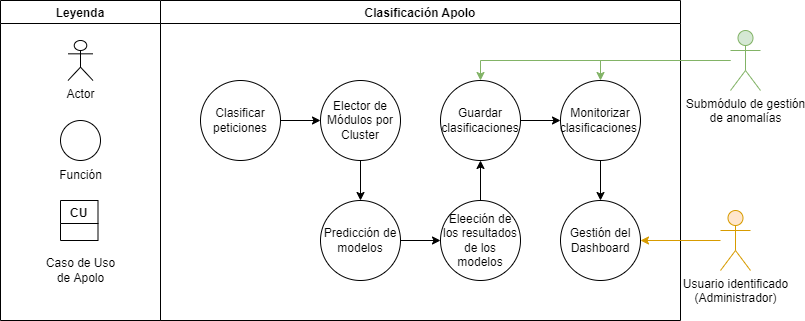 Leyenda
Clasificación Apolo
Actor
Función
CU
Caso de Uso
de Apolo
Clasificar
peticiones
Elector de
Módulos por
Cluster
Guardar
clasificaciones
Monitorizar
clasificaciones
Predicción de
modelos
Eleeción de
los resultados
de los
modelos
Gestión del
Dashboard
Submódulo de gestión
de anomalías
Usuario identificado
(Administrador)